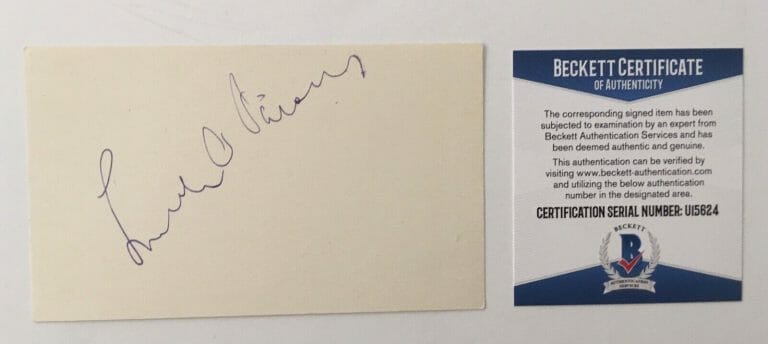 BECKETT CERTIFICATE
OF AUTHENTICITY
The corresponding signed item has been
subjected to examination by an expert from
Beckett Authentication Services and has
been deemed authentic and genuine.
This authentication can be verified by
visiting www.beckett-authentication.com
and utilizing the below authentication
number in the designated area.
CERTIFICATION SERIAL NUMBER: U15624
BECKETT
B
AUTHENTICATION
SERVICES